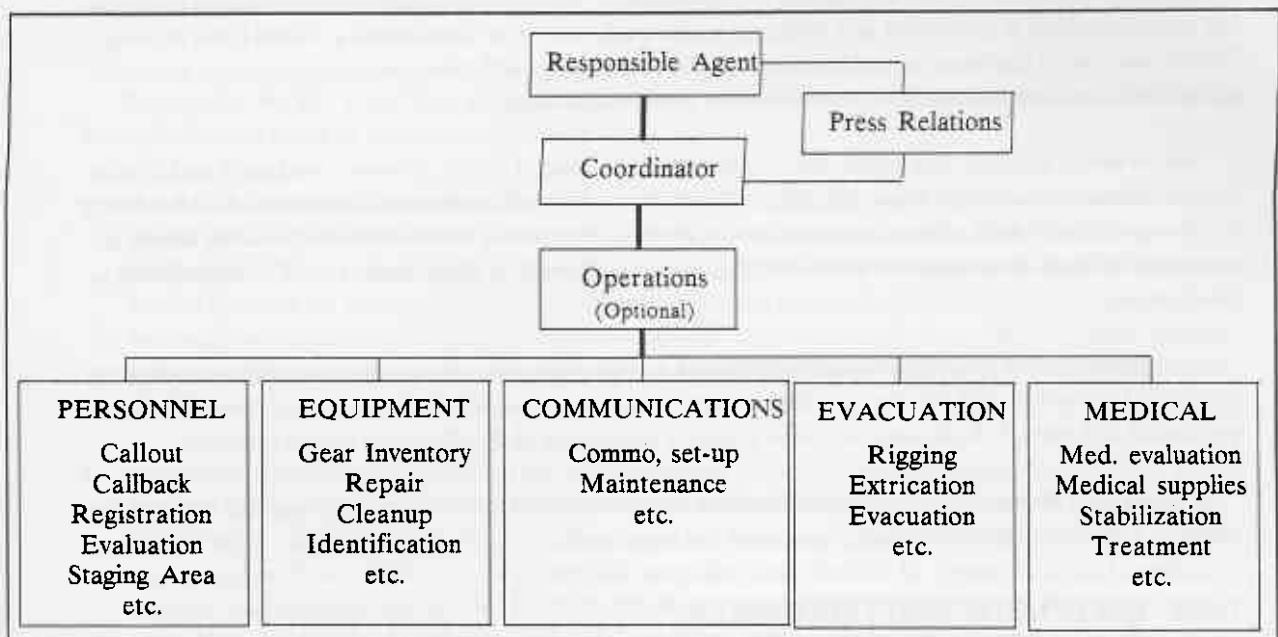 Responsible Agent
Press Relations
Coordinator
Operations
(Optional)
PERSONNEL
Callout
Callback
Registration
Evaluation
Staging Area
etc.
EQUIPMENT
Gear Inventory
Repair
Cleanup
Identification
etc.
COMMUNICATIONS
Commo, set-up
Maintenance
etc.
EVACUATION
Rigging
Extrication
Evacuation
etc.
MEDICAL
Med. evaluation
Medical supplies
Stabilization
Treatment
etc.